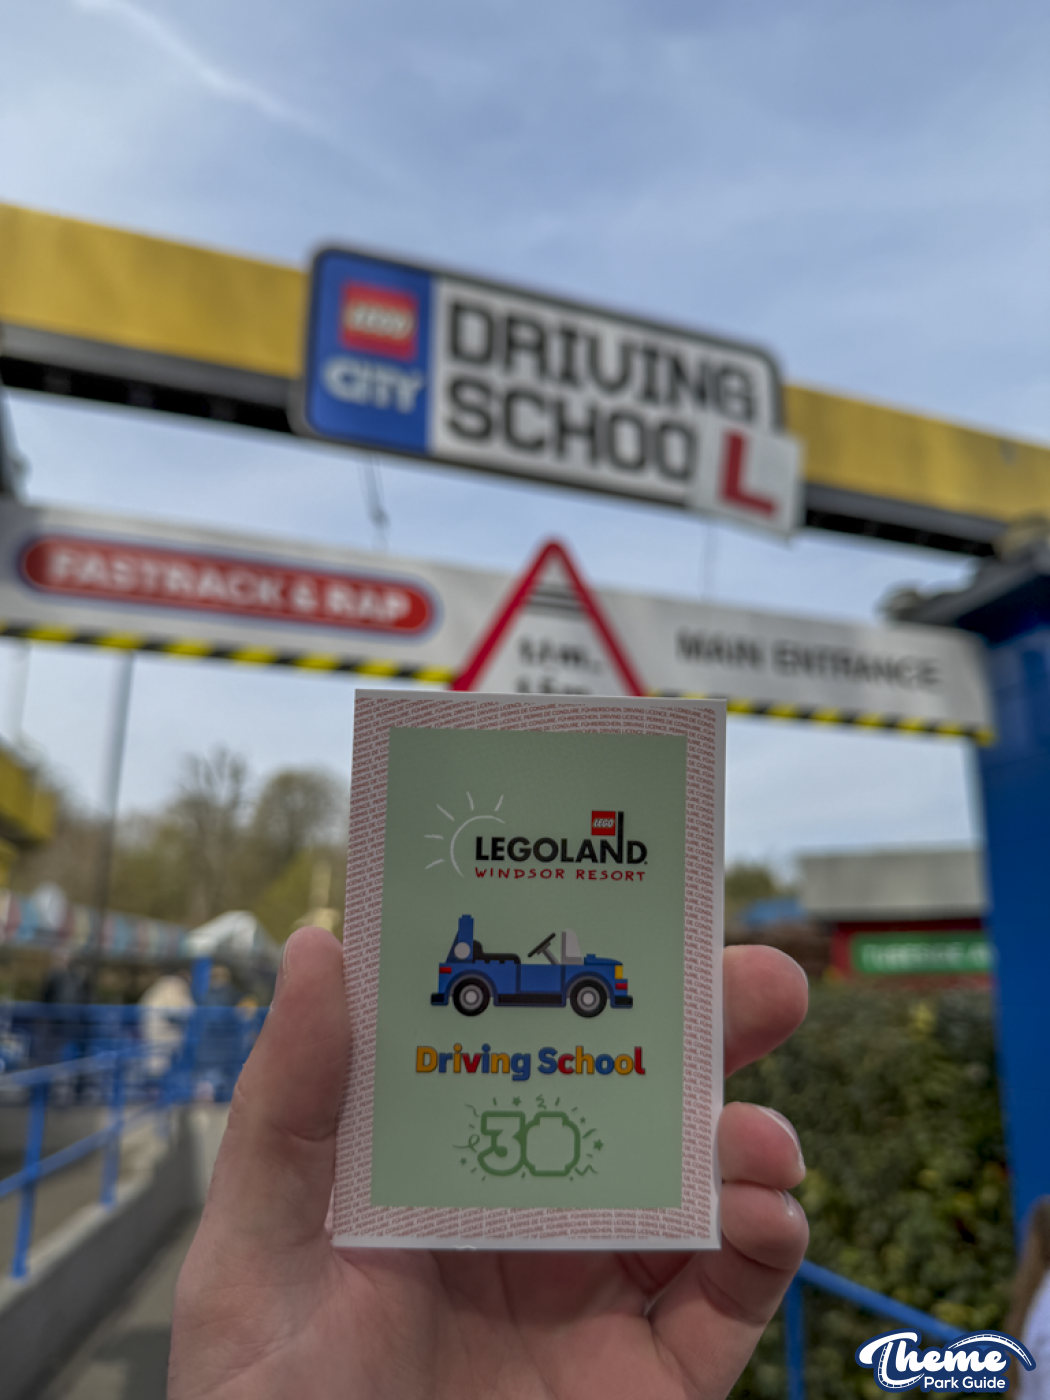 LEGO
CITY
DRIVING
SCHOOL
FASTRACK & RAP
MAIN ENTRANCE
LEGO
LEGOLAND
WINDSOR RESORT
Driving School
30
Theme
Park Guide